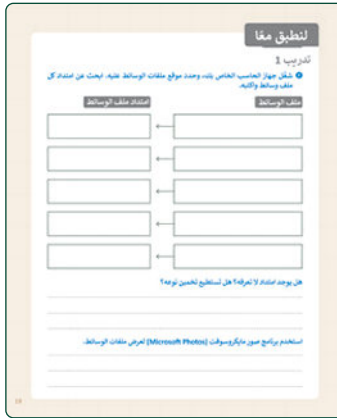 لنطبق معًا
تدريب 1
شغّل جهاز الحاسب الخاص بك، وحدد موقع ملفات الوسائط عليه. ابحث عن امتداد كل
ملف وسائط واكتبه.
ملف الوسائط امتداد ملف الوسائط
هل يوجد امتداد لا تعرفه؟ هل تستطيع تخمين نوعه؟
استخدم برنامج صور مايكروسوفت (Microsoft Photos) لعرض ملفات الوسائط.